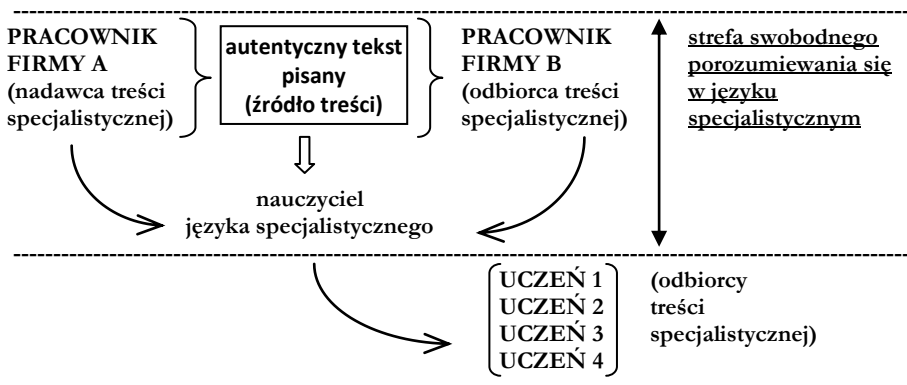 PRACOWNIK
FIRMY A
(nadawca treści
specjalistycznej)
autentyczny tekst
pisany
(źródło treści)
PRACOWNIK
FIRMY B
(odbiorca treści
specjalistycznej)
strefa swobodnego
porozumiewania się
w języku
specjalistycznym
nauczyciel
języka specjalistycznego
UCZEŃ 1
UCZEŃ 2
UCZEŃ 3
UCZEŃ 4
(odbiorcy
treści
specjalistycznej)